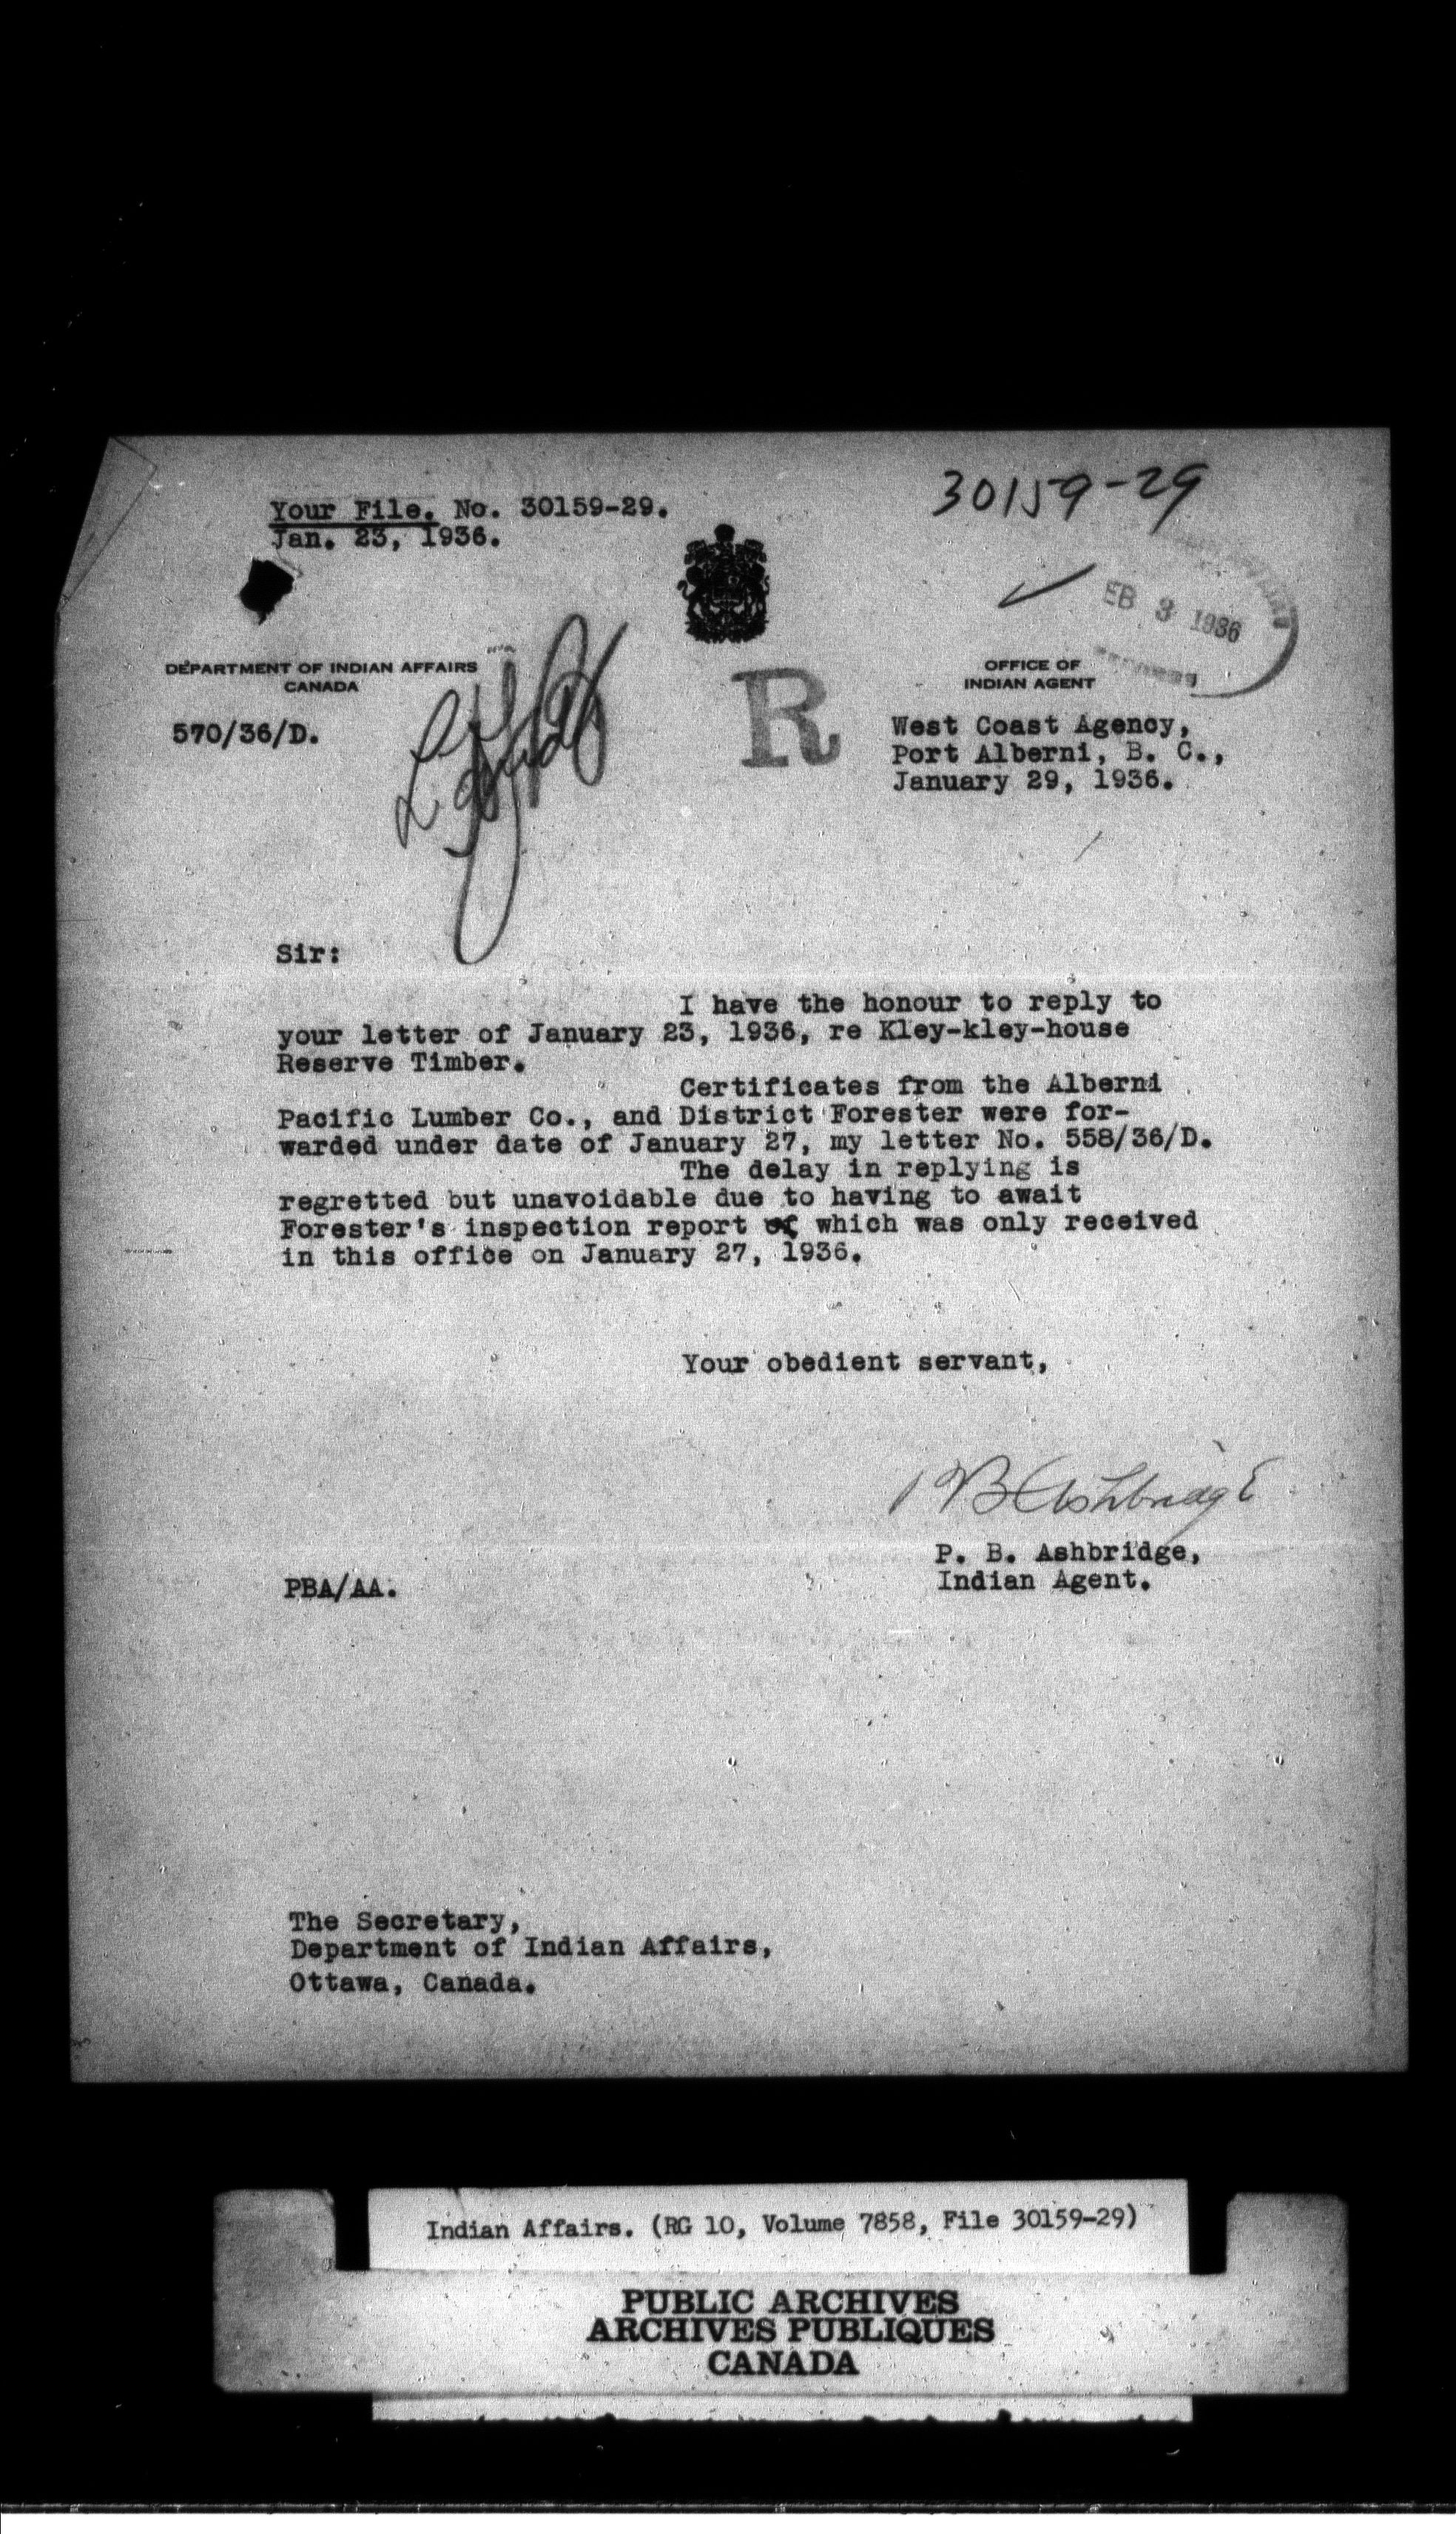 30159-29
Your File. No. 30159-29.
Jan. 23, 1936.
EB 3 1936
DEPARTMENT OF INDIAN AFFAIRS
CANADA
OFFICE OF
INDIAN AGENT
570/36/D.
R
West Coast Agency,
Port Alberni, B. C.,
January 29, 1936.
Sir:
I have the honour to reply to
your letter of January 23, 1936, re Kley-kley-house
Reserve Timber.
Certificates from the Alberni
Pacific Lumber Co., and District Forester were for-
warded under date of January 27, my letter No. 558/36/D.
The delay in replying is
regretted but unavoidable due to having to await
Forester's inspection report of which was only received
in this office on January 27, 1936.
Your obedient servant,
P B Ashbridge
P. B. Ashbridge,
Indian Agent.
PBA/AA.
The Secretary,
Department of Indian Affairs,
Ottawa, Canada.
Indian Affairs. (RG 10, Volume 7858, File 30159-29)
PUBLIC ARCHIVES
ARCHIVES PUBLIQUES
CANADA